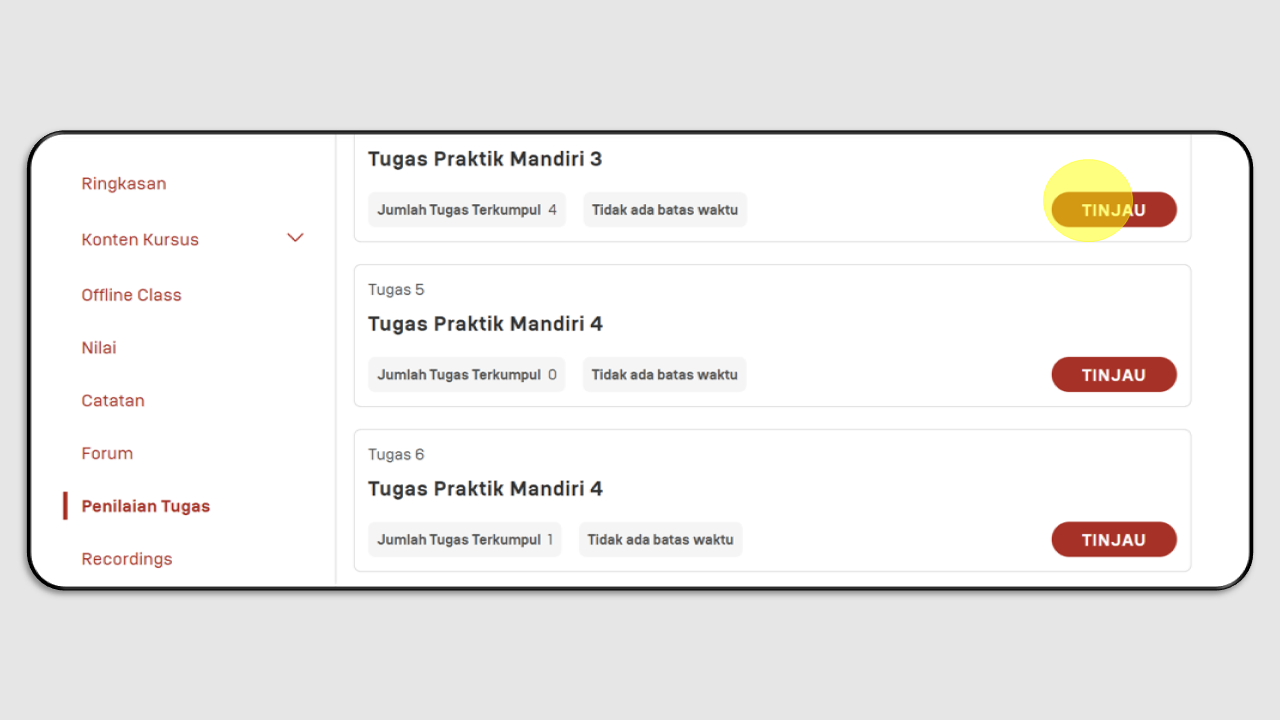 Ringkasan
Konten Kursus
Offline Class
Nilai
Catatan
Forum
Penilaian Tugas
Recordings
Tugas Praktik Mandiri 3
Jumlah Tugas Terkumpul 4 Tidak ada batas waktu TINJAU
Tugas 5
Tugas Praktik Mandiri 4
Jumlah Tugas Terkumpul 0 Tidak ada batas waktu TINJAU
Tugas 6
Tugas Praktik Mandiri 4
Jumlah Tugas Terkumpul 1 Tidak ada batas waktu TINJAU